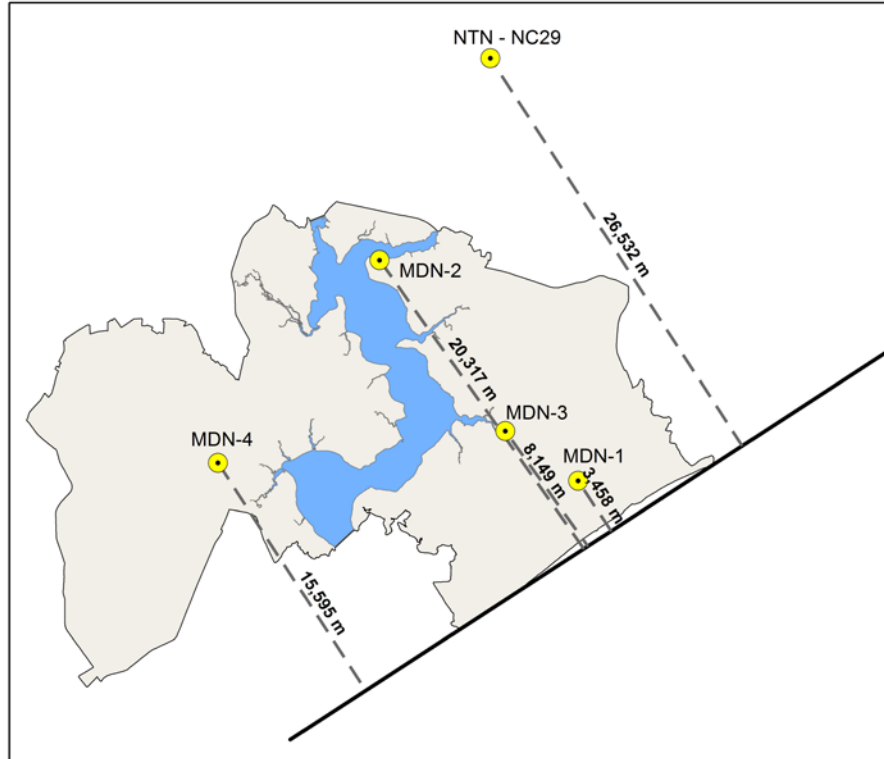 NTN - NC29
26,532 m
MDN-2
20,317 m
MDN-3
MDN-4
MDN-1
8,149 m
3,458 m
15,595 m